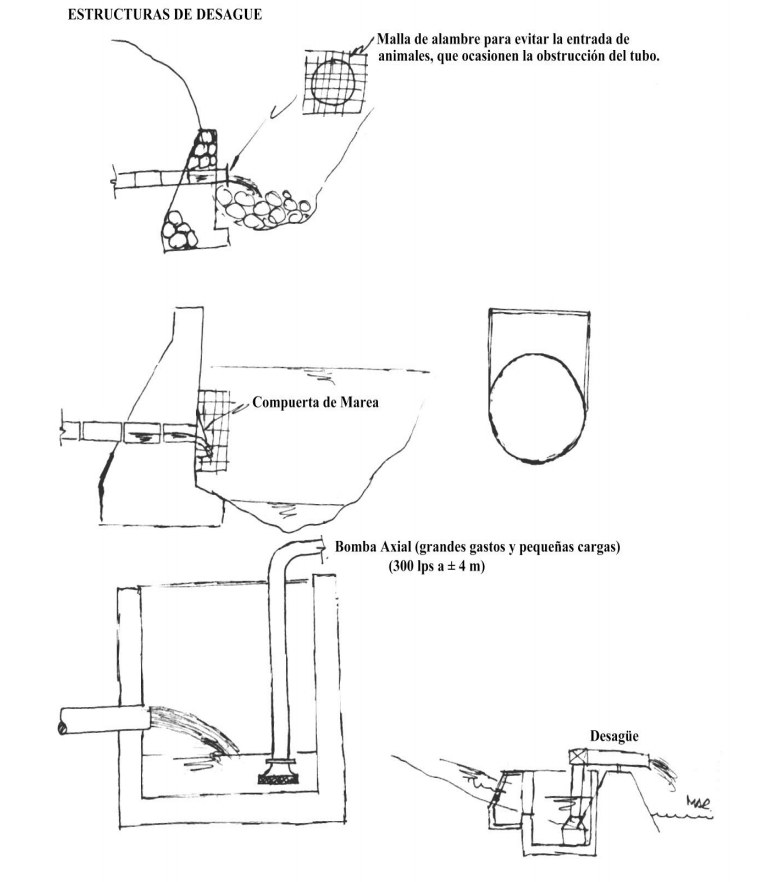 ESTRUCTURAS DE DESAGUE
Malla de alambre para evitar la entrada de
animales, que ocasionen la obstrucción del tubo.
Compuerta de Marea
Bomba Axial (grandes gastos y pequeñas cargas)
(300 lps a ± 4 m)
Desagüe
MAR.